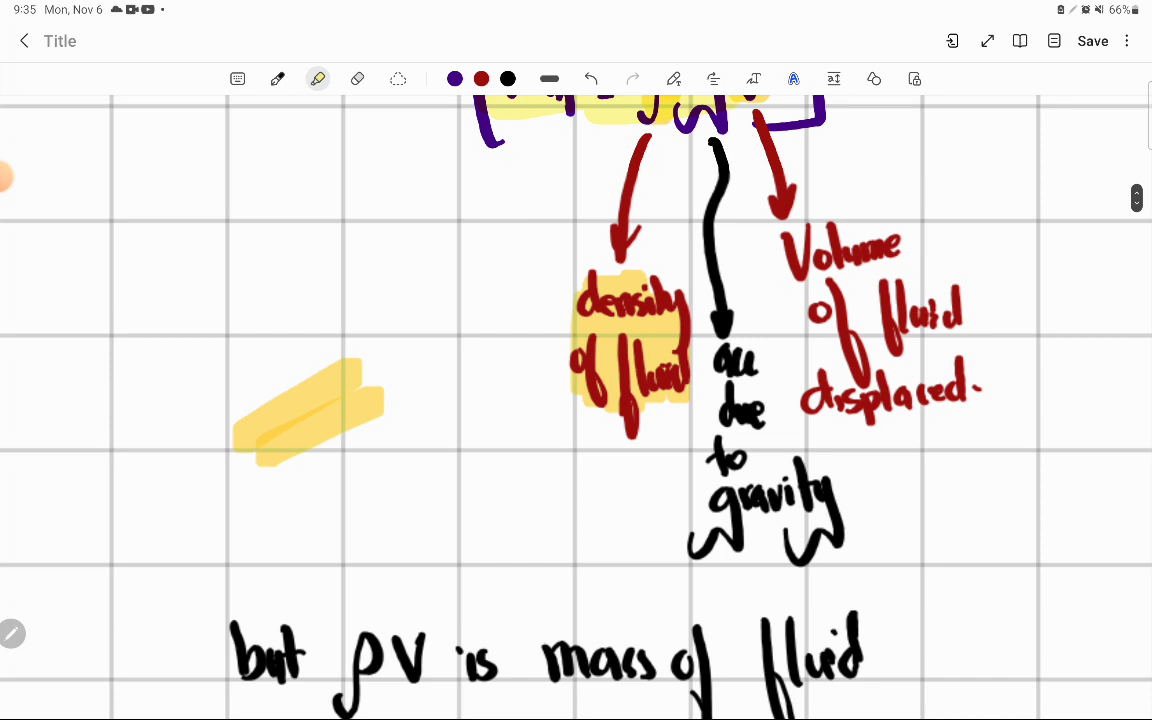 9:35 Mon, Nov 6
66%
Title
Save
density
of fluid
acc
due
to
gravity
Volume
of fluid
displaced.
but ρV is mass of fluid